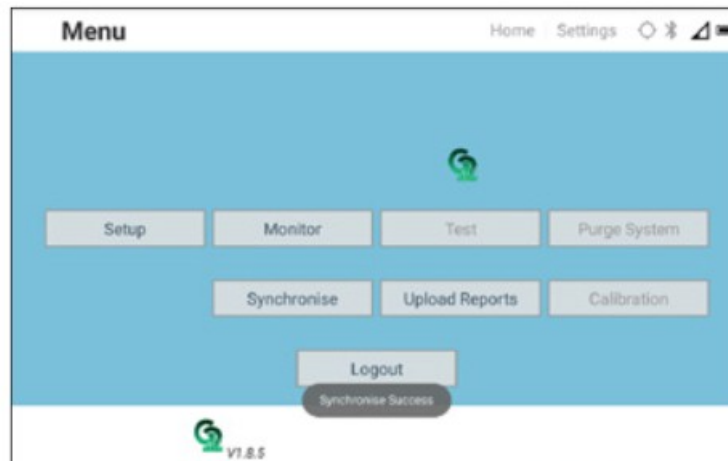 Menu Home Settings
Setup Monitor Test Purge System
Synchronise Upload Reports Calibration
Logout
Synchronise Success
V1.8.5